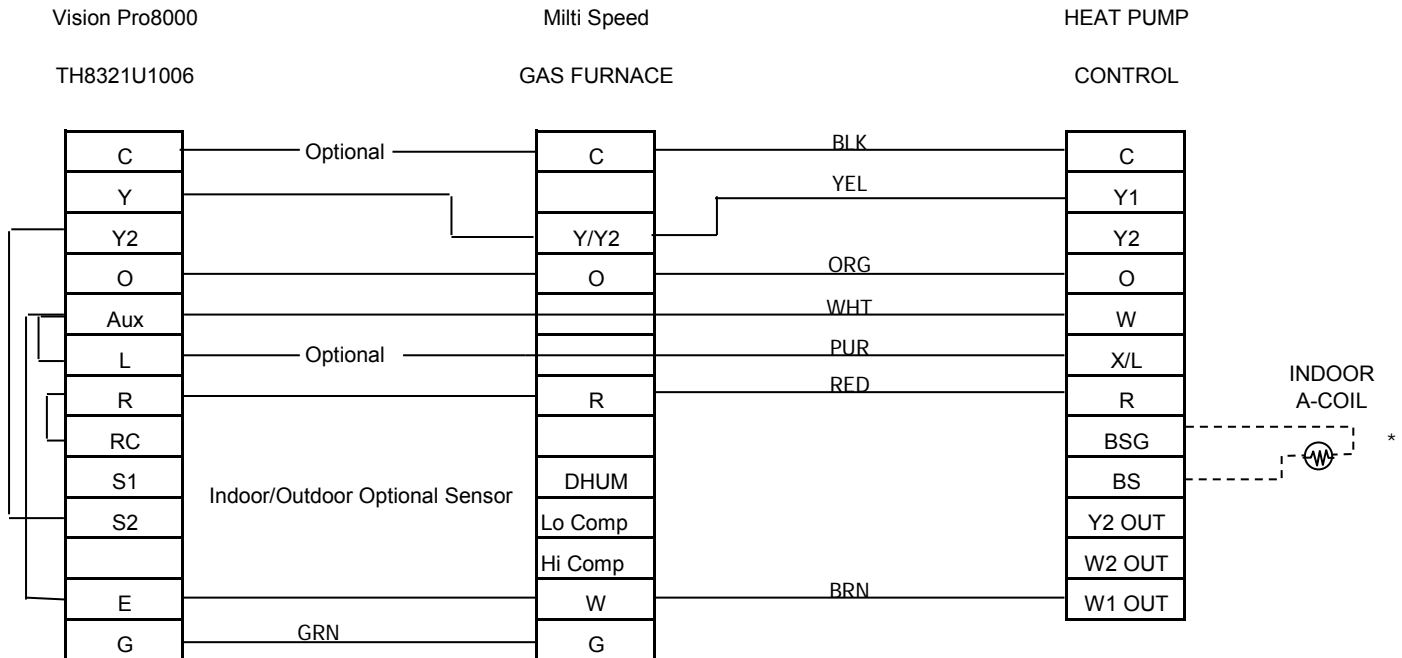 Vision Pro8000 Milti Speed HEAT PUMP
TH8321U1006 GAS FURNACE CONTROL
C Optional C BLK C
Y YEL Y1
Y2 Y/Y2 Y2
O O ORG O
Aux WHT W
L Optional PUR X/L
R R RED R
INDOOR
A-COIL
RC BSG *
S1 Indoor/Outdoor Optional Sensor DHUM BS
S2 Lo Comp Y2 OUT
Hi Comp W2 OUT
E W BRN W1 OUT
G GRN G